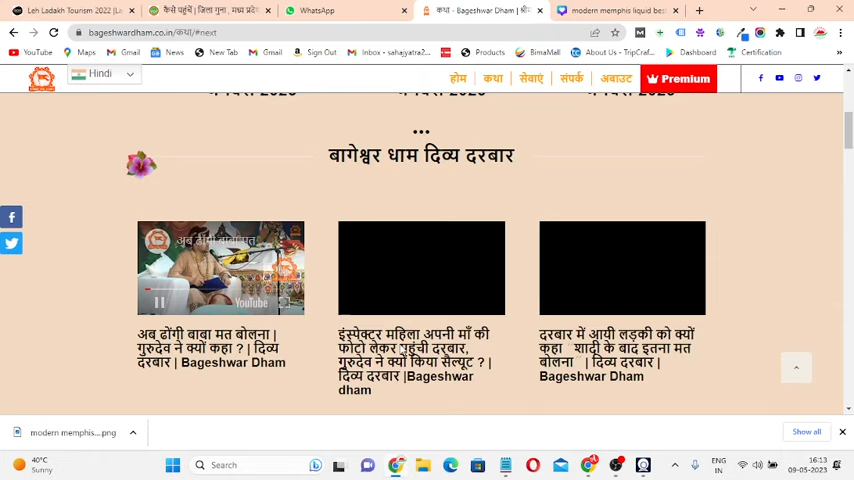 Leh Ladakh Tourism 2022 |La
कैसे पहुंचें | जिला गुना, मध्य प्रदे
WhatsApp
कथा - Bageshwar Dham | श्री
modern memphis liquid bes
bageshwardham.co.in/कथा/#next
YouTube
Maps
Gmail
News
New Tab
Gmail
Sign Out
Inbox - sahajyatra2...
Products
BimaMall
About Us - TripCraf...
Dashboard
Certification
Hindi
होम
कथा
सेवाएं
संपर्क
अबाउट
Premium
...
बागेश्वर धाम दिव्य दरबार
अब ढोंगी बाबा मत
YouTube
अब ढोंगी बाबा मत बोलना |
गुरुदेव ने क्यों कहा ? | दिव्य
दरबार | Bageshwar Dham
इंस्पेक्टर महिला अपनी माँ की
फोटो लेकर पहुंची दरबार,
गुरुदेव ने क्यों किया सैल्यूट ? |
दिव्य दरबार |Bageshwar
dham
दरबार में आयी लड़की को क्यों
कहा शादी के बाद इतना मत
बोलना | दिव्य दरबार |
Bageshwar Dham
modern memphis....png
Show all
40°C
Sunny
Search
ENG
IN
16:13
09-05-2023